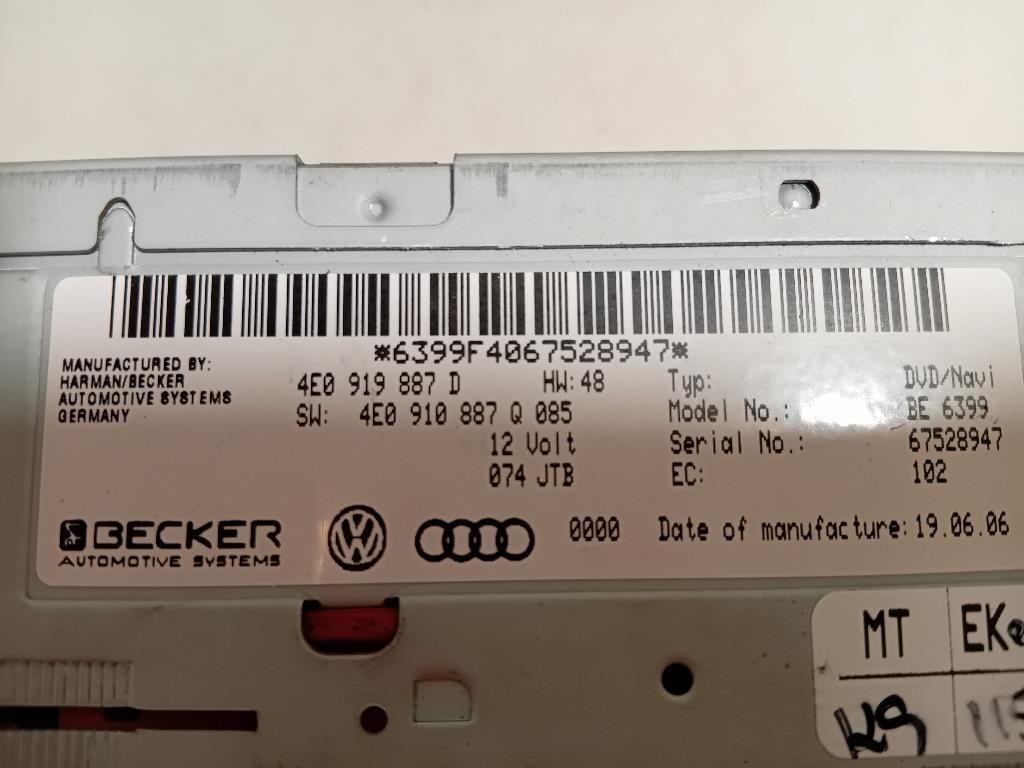 *6399F4067528947*
MANUFACTURED BY:
HARMAN/BECKER
AUTOMOTIVE SYSTEMS
GERMANY
4E0 919 887 D HW:48
SW: 4E0 910 887 Q 085
12 Volt
074 JTB
Typ: DVD/Navi
Model No.: BE 6399
Serial No.: 67528947
EC: 102
BECKER
AUTOMOTIVE SYSTEMS
0000 Date of manufacture: 19.06.06
MT